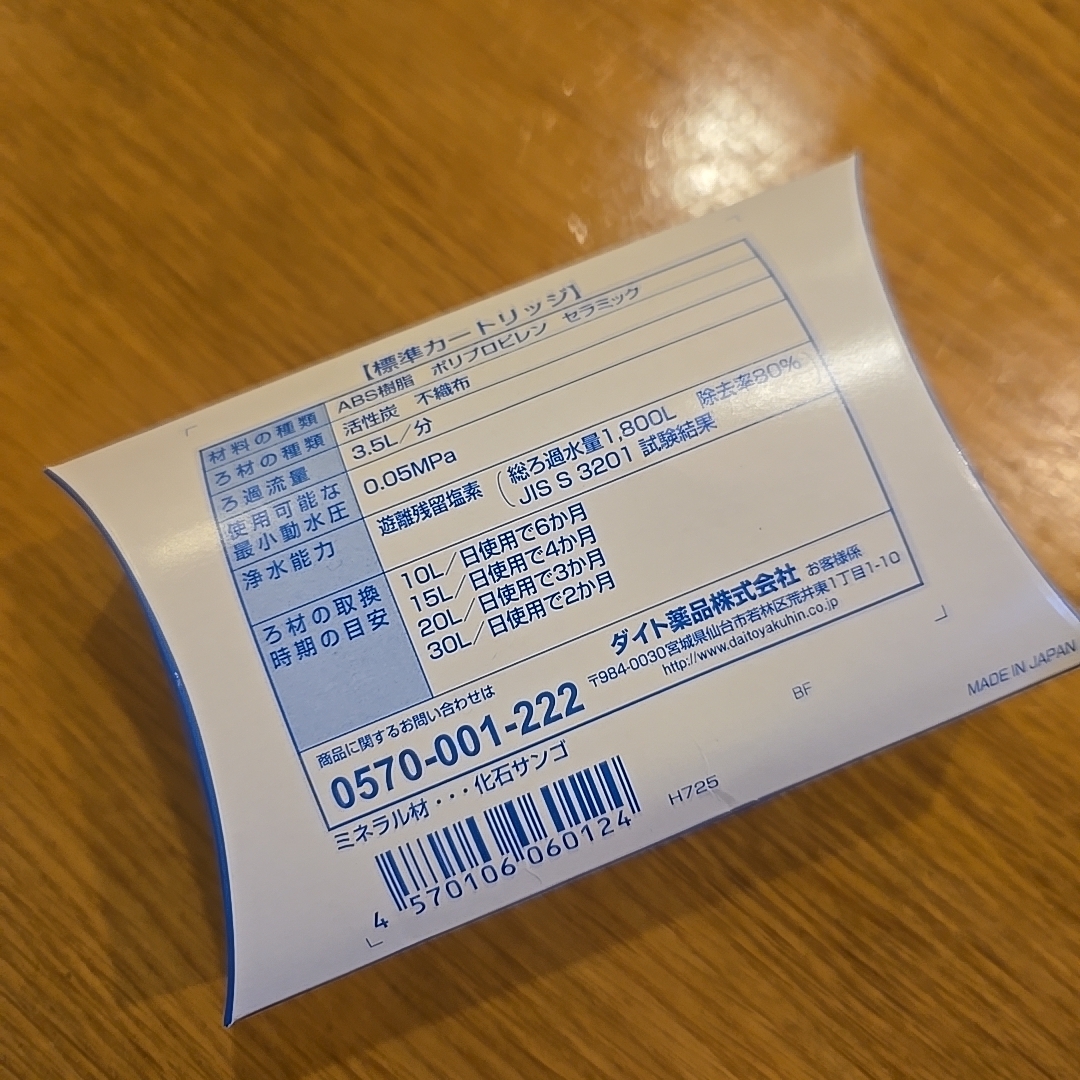 【標準カートリッジ】
材料の種類 ABS樹脂 ポリプロピレン セラミック
ろ材の種類 活性炭 不織布
ろ過流量 3.5L／分
使用可能な
最小動水圧 0.05MPa
浄水能力 遊離残留塩素 (総ろ過水量1,800L 除去率80%)
JIS S 3201 試験結果
ろ材の取換
時期の目安
10L／日使用で6か月
15L／日使用で4か月
20L／日使用で3か月
30L／日使用で2か月
商品に関するお問い合わせは
0570-001-222
ダイト薬品株式会社 お客様係
〒984-0030宮城県仙台市若林区荒井東1丁目1-10
http://www.daitoyakuhin.co.jp
ミネラル材・・・化石サンゴ
BF
MADE IN JAPAN
H725
4 570106 060124